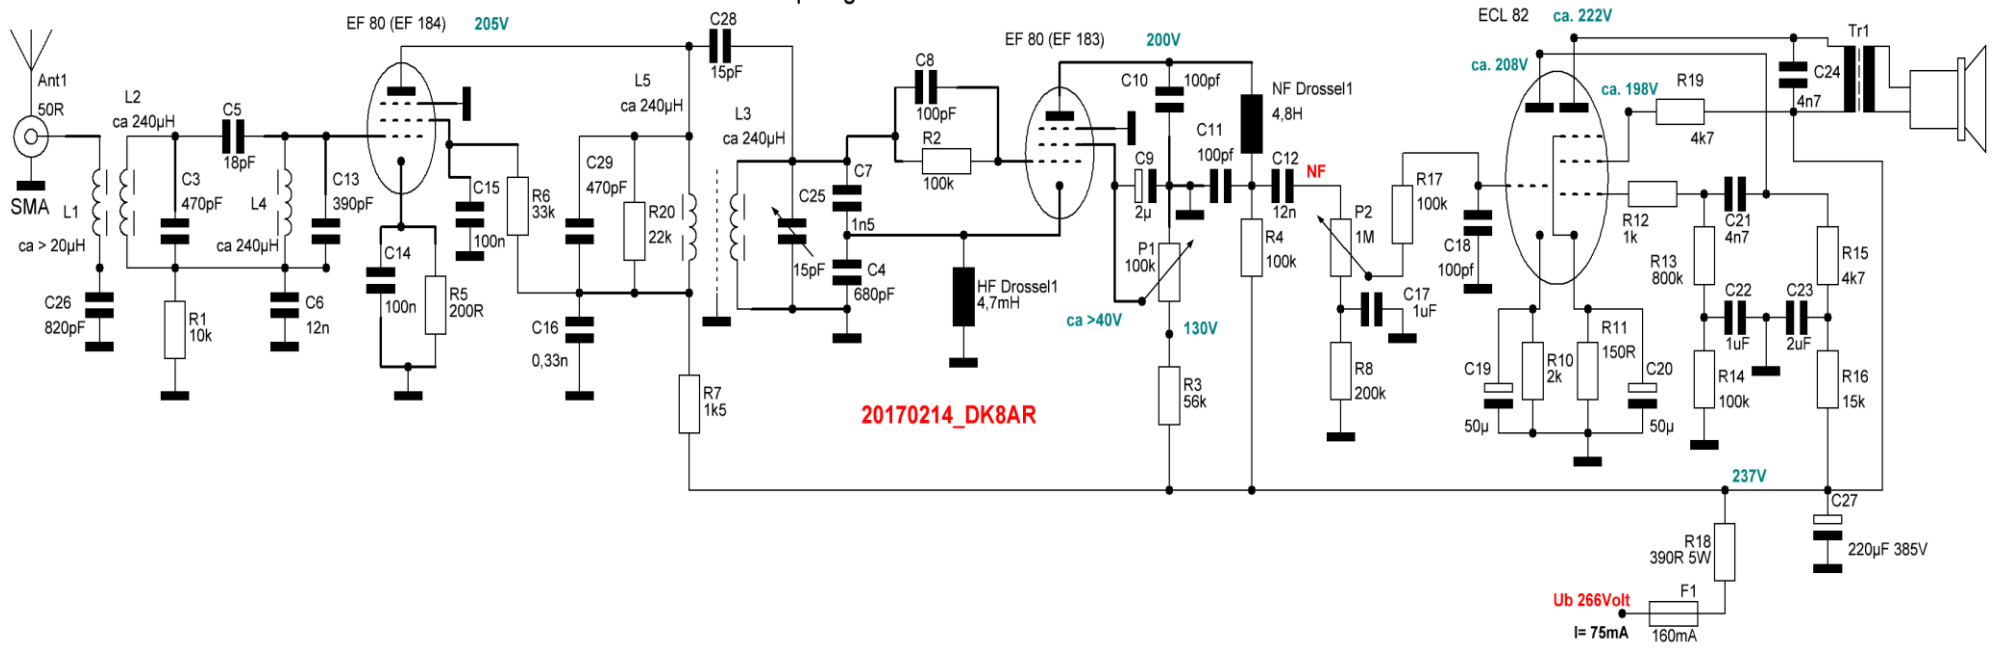 EF 80 (EF 184)
205V
Ant1
50R
SMA
L1
ca > 20µH
C26
820pF
L2
ca 240µH
C3
470pF
C5
18pF
L4
ca 240µH
C13
390pF
R1
10k
C6
12n
C14
100n
R5
200R
C15
100n
R6
33k
C29
470pF
R20
22k
L5
ca 240µH
C16
0,33n
C28
15pF
L3
ca 240µH
C25
15pF
C7
1n5
C4
680pF
R7
1k5
C8
100pF
R2
100k
HF Drossel1
4,7mH
EF 80 (EF 183)
200V
C10
100pf
NF Drossel1
4,8H
C9
2µ
C11
100pf
C12
12n
NF
P1
100k
ca >40V
130V
R3
56k
R4
100k
P2
1M
C17
1uF
R8
200k
R17
100k
C18
100pf
20170214_DK8AR
ECL 82
ca. 222V
ca. 208V
ca. 198V
R19
4k7
C24
4n7
Tr1
R12
1k
C21
4n7
R13
800k
R15
4k7
C22
1uF
C23
2uF
R14
100k
R16
15k
C19
50µ
R10
2k
R11
150R
C20
50µ
237V
C27
220µF 385V
R18
390R 5W
F1
160mA
Ub 266Volt
I= 75mA